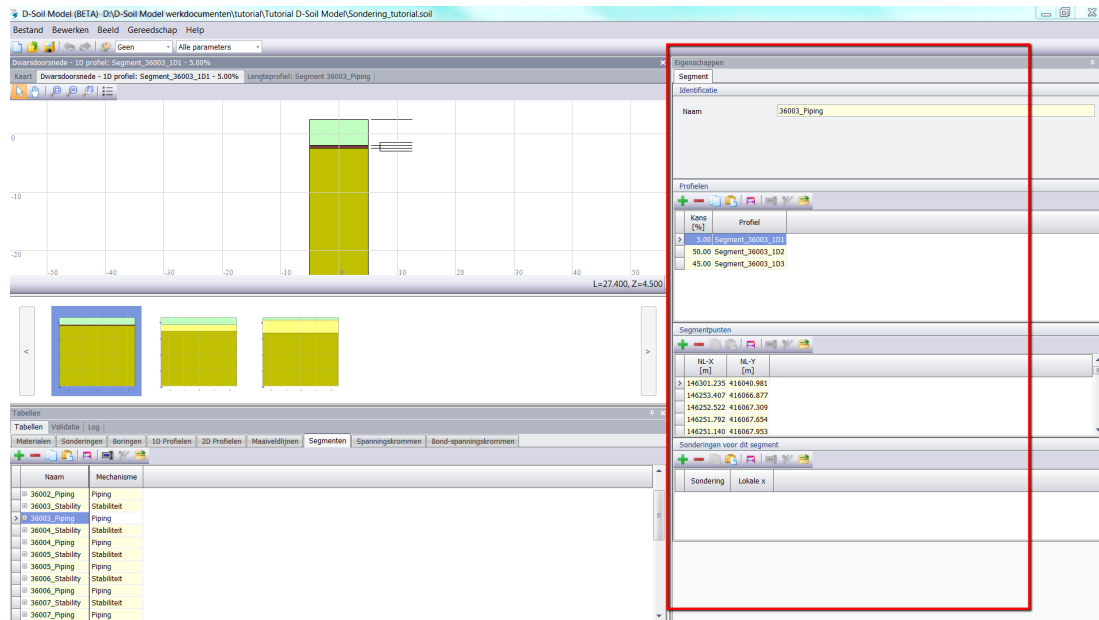 D-Soil Model (BETA) D:\D-Soil Model werkdocumenten\tutorial\Tutorial D-Soil Model\Sondering_tutorial.soil
Bestand Bewerken Beeld Gereedschap Help
Geen Alle parameters
Dwarsdoorsnede - 1D profiel: Segment_36003_1D1 - 5.00%
Kaart Dwarsdoorsnede - 1D profiel: Segment_36003_1D1 - 5.00% Lengteprofiel: Segment 36003_Piping
0
-10
-20
-50 -40 -30 -20 -10 0 10 20 30 40 50
L=27.400, Z=4.500
< >
Tabellen
Tabellen Validatie Log
Materialen Sonderingen Boringen 1D Profielen 2D Profielen Maaiveldlijnen Segmenten Spanningskrommen Bond-spanningskrommen
Naam Mechanisme
36002_Piping Piping
36003_Stability Stabiliteit
36003_Piping Piping
36004_Stability Stabiliteit
36004_Piping Piping
36005_Stability Stabiliteit
36005_Piping Piping
36006_Stability Stabiliteit
36006_Piping Piping
36007_Stability Stabiliteit
36007_Piping Piping
Eigenschappen
Segment
Identificatie
Naam 36003_Piping
Profielen
Kans [%] Profiel
5.00 Segment_36003_1D1
50.00 Segment_36003_1D2
45.00 Segment_36003_1D3
Segmentpunten
NL-X [m] NL-Y [m]
146301.235 416040.981
146253.407 416066.877
146252.522 416067.309
146251.792 416067.654
146251.140 416067.953
Sonderingen voor dit segment
Sondering Lokale x